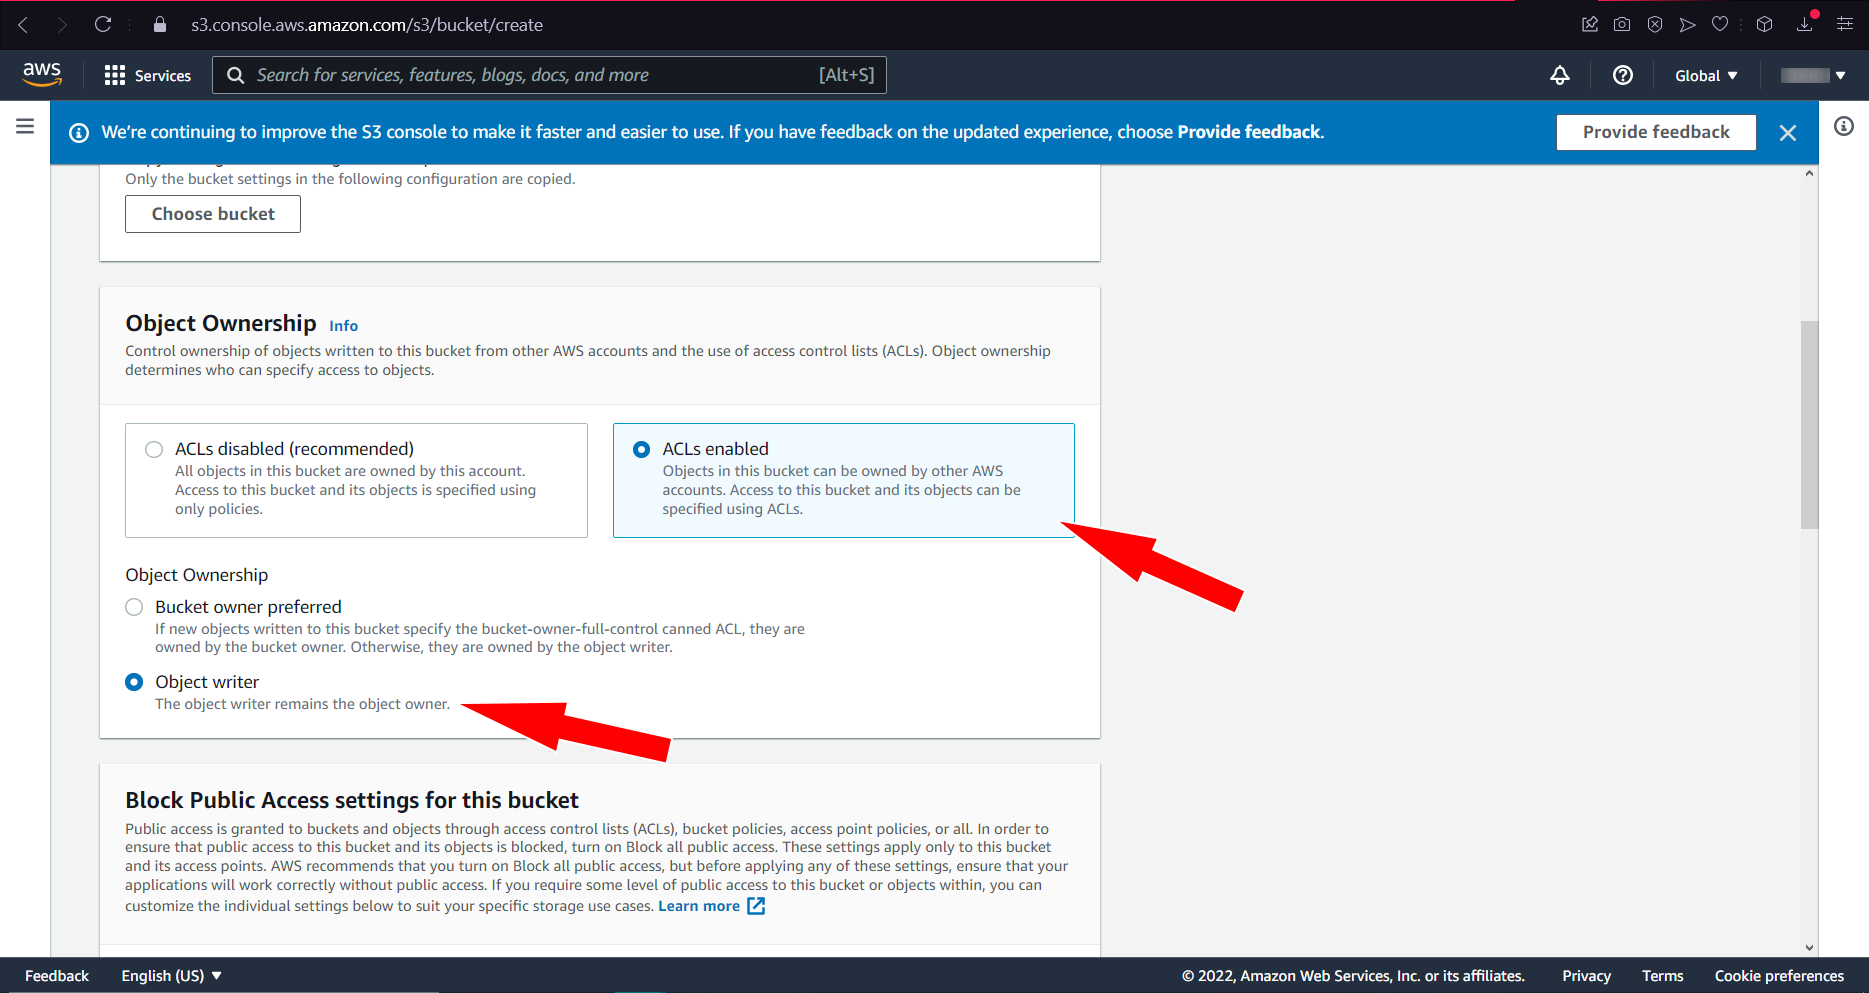 s3.console.aws.amazon.com/s3/bucket/create
aws
Services
Search for services, features, blogs, docs, and more
[Alt+S]
Global
We're continuing to improve the S3 console to make it faster and easier to use. If you have feedback on the updated experience, choose Provide feedback.
Provide feedback
Only the bucket settings in the following configuration are copied.
Choose bucket
Object Ownership Info
Control ownership of objects written to this bucket from other AWS accounts and the use of access control lists (ACLs). Object ownership
determines who can specify access to objects.
ACLs disabled (recommended)
All objects in this bucket are owned by this account.
Access to this bucket and its objects is specified using
only policies.
ACLs enabled
Objects in this bucket can be owned by other AWS
accounts. Access to this bucket and its objects can be
specified using ACLs.
Object Ownership
Bucket owner preferred
If new objects written to this bucket specify the bucket-owner-full-control canned ACL, they are
owned by the bucket owner. Otherwise, they are owned by the object writer.
Object writer
The object writer remains the object owner.
Block Public Access settings for this bucket
Public access is granted to buckets and objects through access control lists (ACLs), bucket policies, access point policies, or all. In order to
ensure that public access to this bucket and its objects is blocked, turn on Block all public access. These settings apply only to this bucket
and its access points. AWS recommends that you turn on Block all public access, but before applying any of these settings, ensure that your
applications will work correctly without public access. If you require some level of public access to this bucket or objects within, you can
customize the individual settings below to suit your specific storage use cases. Learn more
Feedback
English (US)
© 2022, Amazon Web Services, Inc. or its affiliates.
Privacy
Terms
Cookie preferences